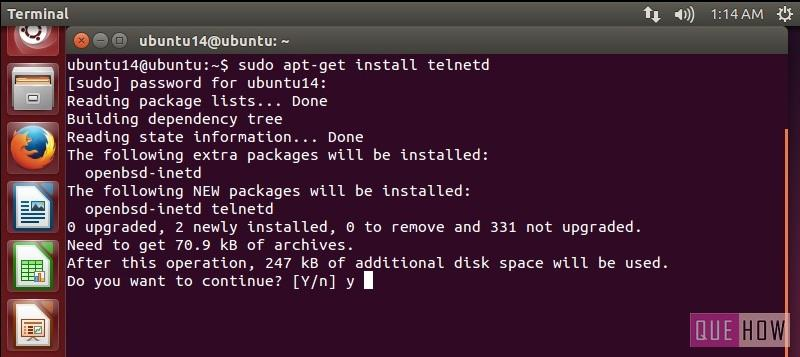 Terminal
1:14 AM
ubuntu14@ubuntu: ~
ubuntu14@ubuntu:~$ sudo apt-get install telnetd
[sudo] password for ubuntu14:
Reading package lists... Done
Building dependency tree
Reading state information... Done
The following extra packages will be installed:
  openbsd-inetd
The following NEW packages will be installed:
  openbsd-inetd telnetd
0 upgraded, 2 newly installed, 0 to remove and 331 not upgraded.
Need to get 70.9 kB of archives.
After this operation, 247 kB of additional disk space will be used.
Do you want to continue? [Y/n] y
QUE HOW